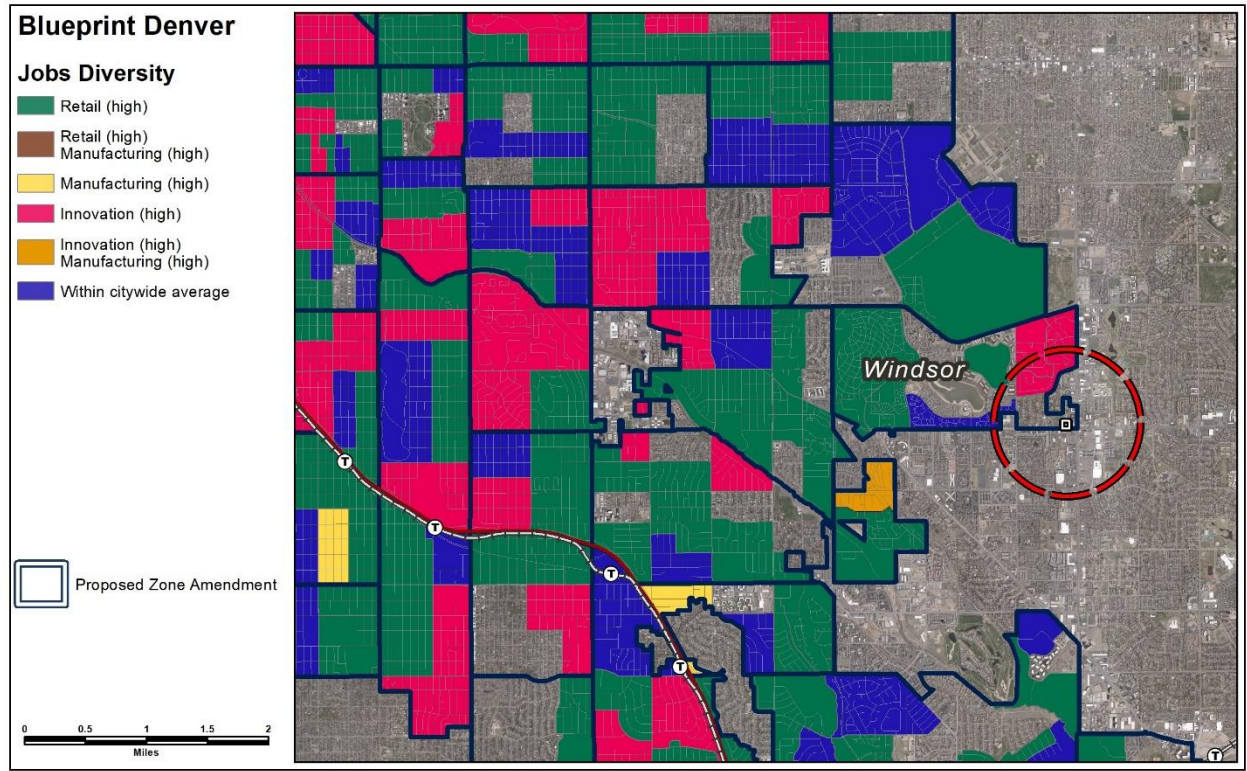 Blueprint Denver
Jobs Diversity
Retail (high)
Retail (high)
Manufacturing (high)
Manufacturing (high)
Innovation (high)
Innovation (high)
Manufacturing (high)
Within citywide average
Proposed Zone Amendment
0 0.5 1 1.5 2
Miles
Windsor
T
T
T
T
T